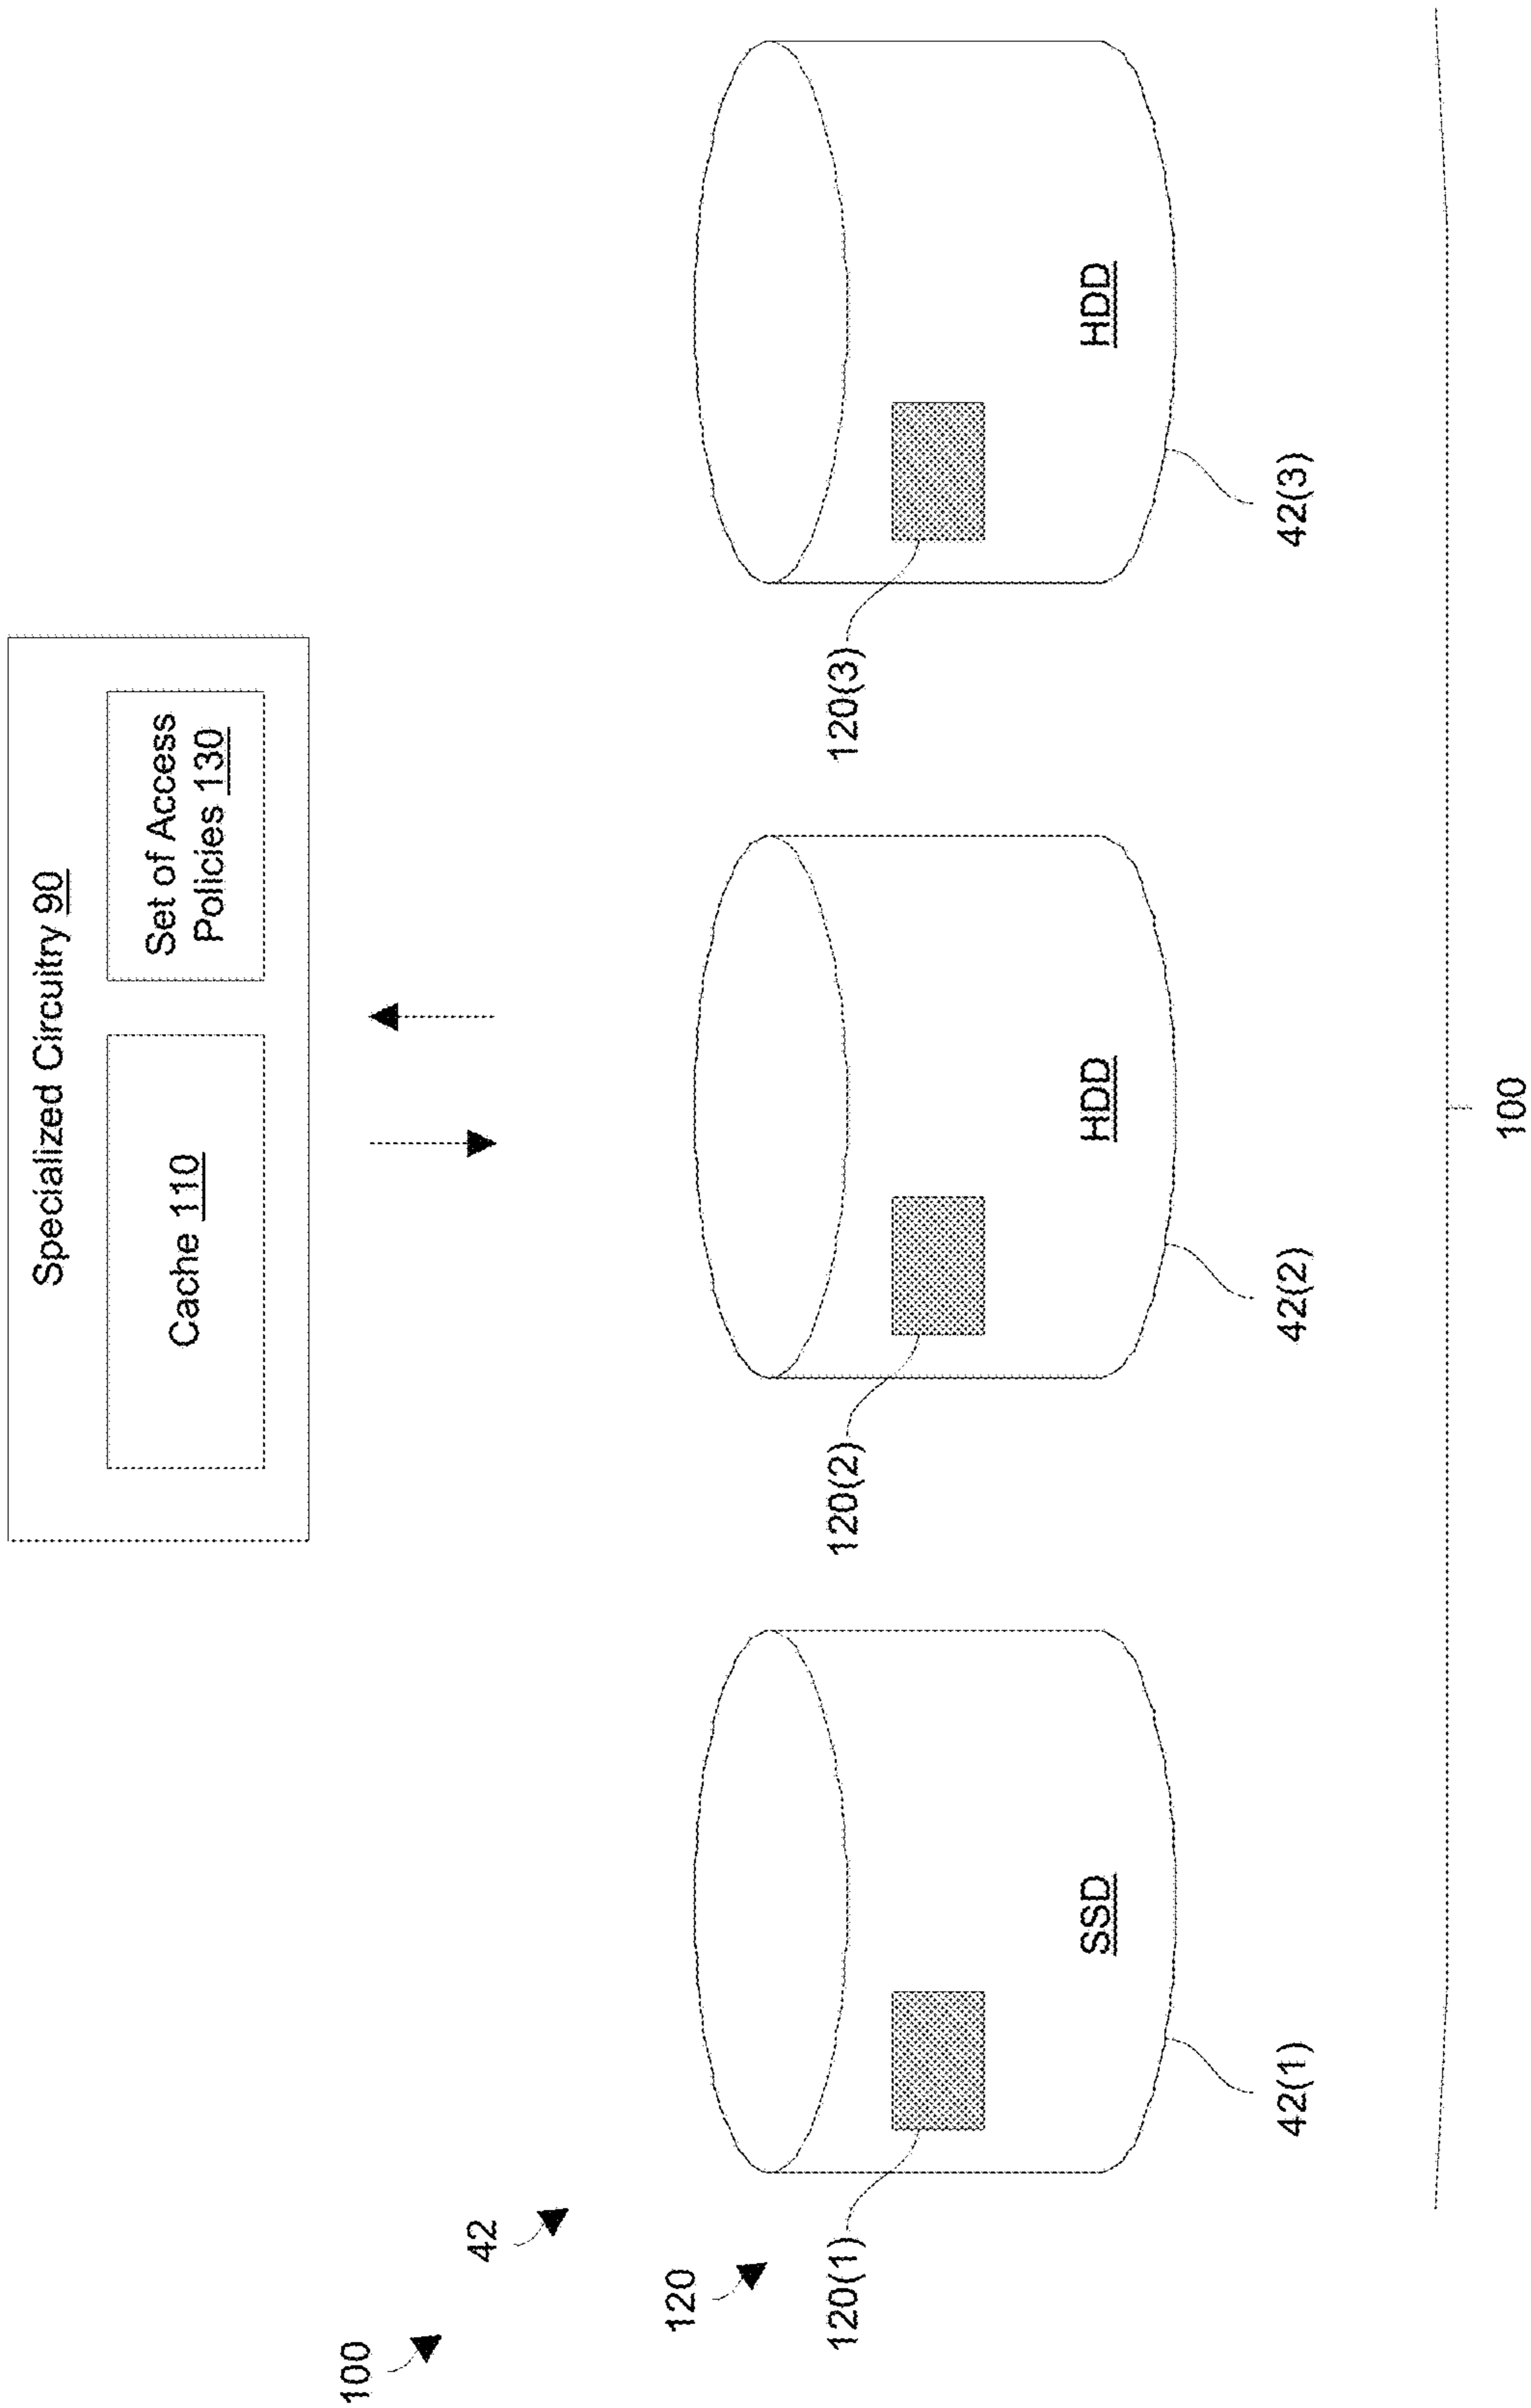 Specialized Circuitry 90
Cache 110
Set of Access
Policies 130
100
42
120
120(1)
120(2)
120(3)
SSD
HDD
HDD
42(1)
42(2)
42(3)
100